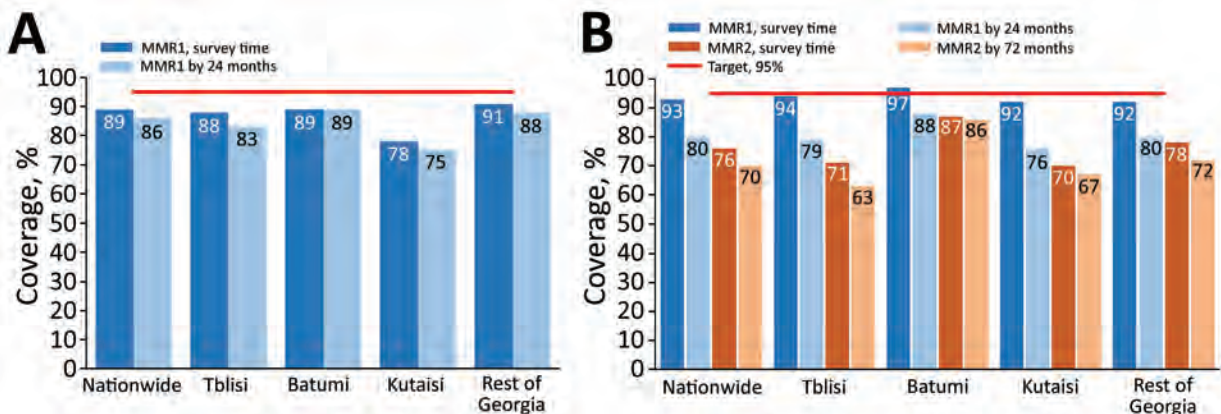 A
MMR1, survey time
MMR1 by 24 months
Coverage, %
100
90
80
70
60
50
40
30
20
10
0
89 86 88 83 89 89 78 75 91 88
Nationwide Tblisi Batumi Kutaisi Rest of
Georgia
B
MMR1, survey time MMR1 by 24 months
MMR2, survey time MMR2 by 72 months
Target, 95%
Coverage, %
100
90
80
70
60
50
40
30
20
10
0
93 80 76 70 94 79 71 63 97 88 87 86 92 76 70 67 92 80 78 72
Nationwide Tblisi Batumi Kutaisi Rest of
Georgia